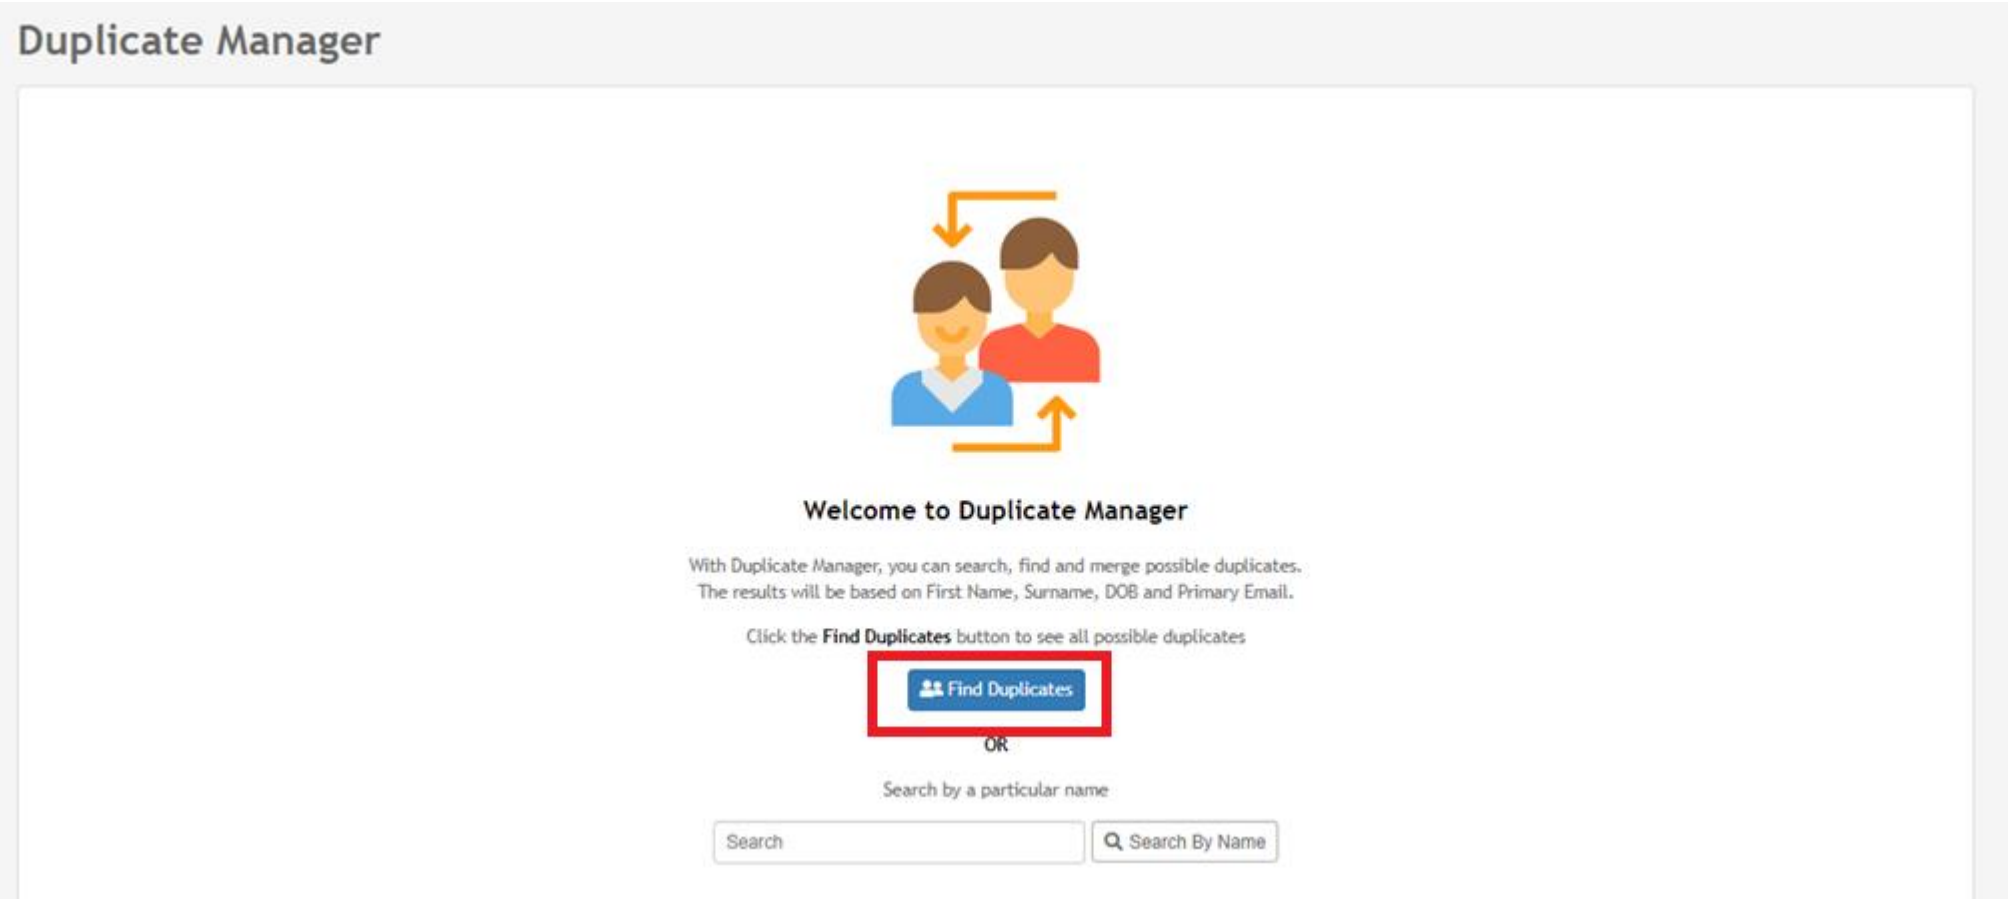 Duplicate Manager
Welcome to Duplicate Manager
With Duplicate Manager, you can search, find and merge possible duplicates.
The results will be based on First Name, Surname, DOB and Primary Email.
Click the Find Duplicates button to see all possible duplicates
Find Duplicates
OR
Search by a particular name
Search
Search By Name